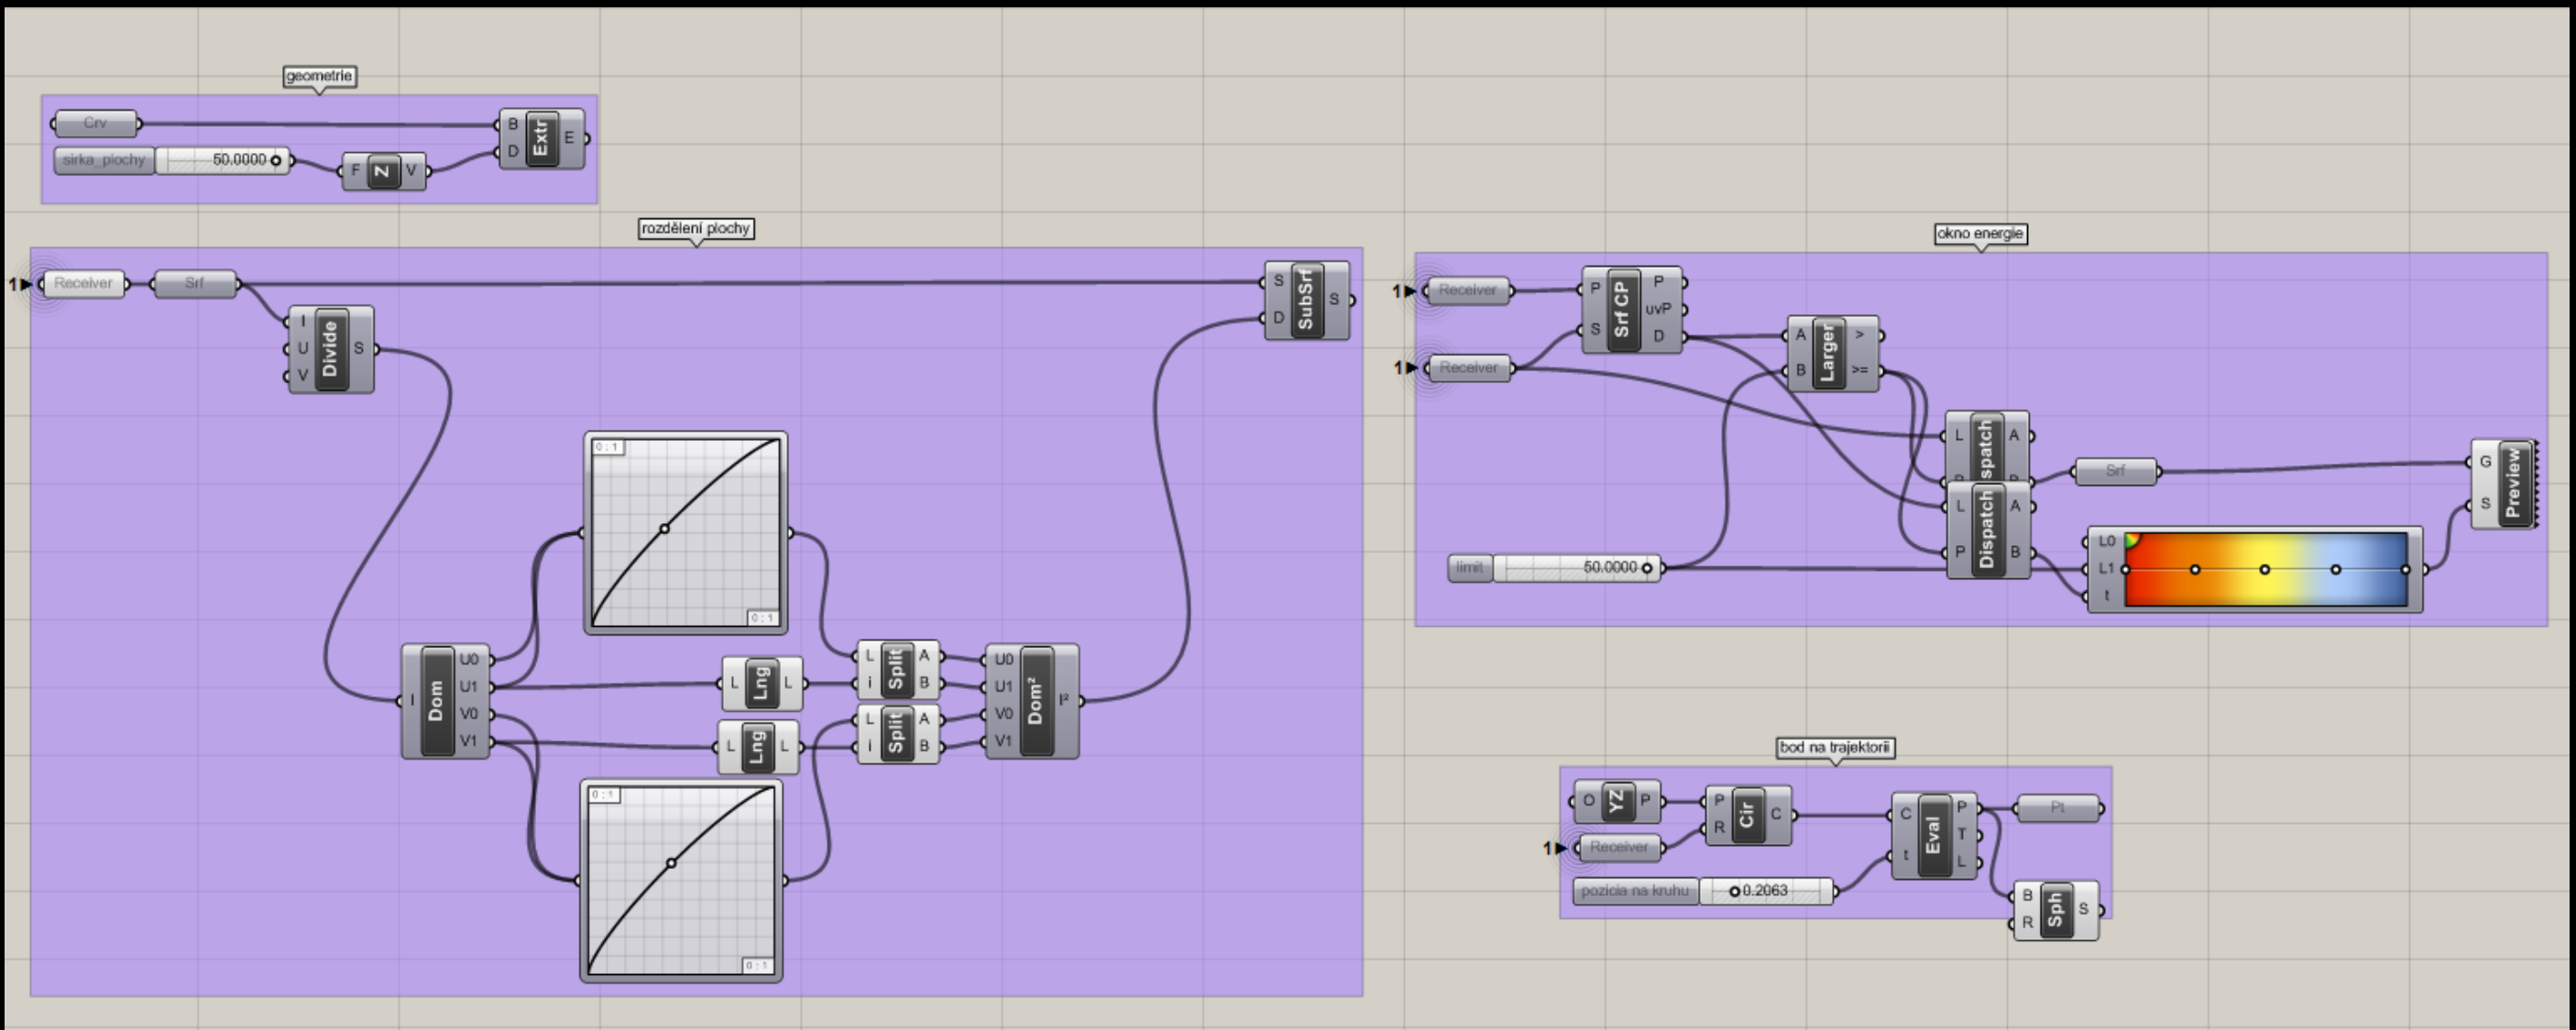 geometrie
Crv
B
D
Extr
E
sirka_plochy
50.0000
F
Z
V
rozdělení plochy
1
Receiver
Srf
S
D
SubSrf
S
I
U
V
Divide
S
0 : 1
0 : 1
I
Dom
U0
U1
V0
V1
L
Lng
L
L
Lng
L
L
i
Split
A
B
L
i
Split
A
B
U0
U1
V0
V1
Dom²
I²
0 : 1
0 : 1
okno energie
1
Receiver
1
Receiver
P
S
Srf CP
P
uvP
D
A
B
Larger
>
>=
L
spatch
A
L
P
Dispatch
A
B
Srf
G
S
Preview
limit
50.0000
L0
L1
t
bod na trajektorii
O
YZ
P
P
R
Cir
C
1
Receiver
pozicia na kruhu
0.2063
C
t
Eval
P
T
L
Pt
B
R
Sph
S